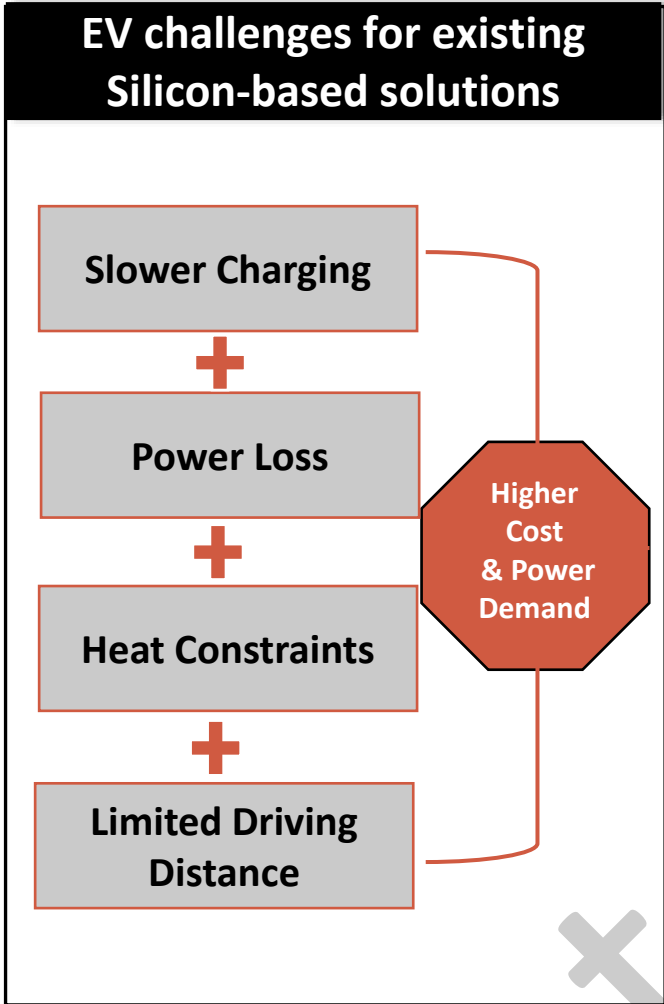 EV challenges for existing
Silicon-based solutions
Slower Charging
Power Loss
Heat Constraints
Limited Driving
Distance
Higher
Cost
& Power
Demand